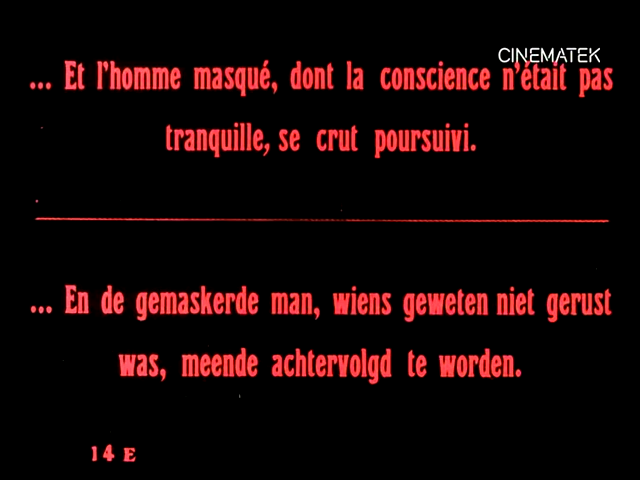 CINEMATEK
... Et l'homme masqué, dont la conscience n'était pas
tranquille, se crut poursuivi.
... En de gemaskerde man, wiens geweten niet gerust
was, meende achtervolgd te worden.
14 E